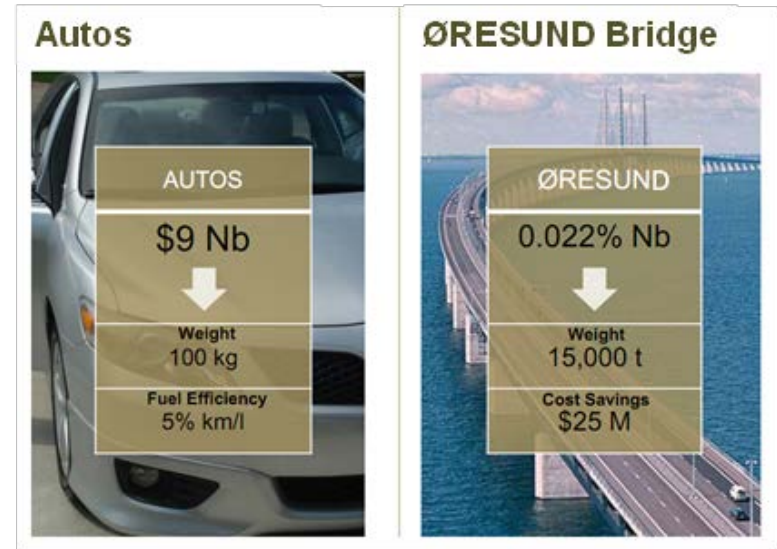 Autos
AUTOS
$9 Nb
Weight
100 kg
Fuel Efficiency
5% km/l
ØRESUND Bridge
ØRESUND
0.022% Nb
Weight
15,000 t
Cost Savings
$25 M